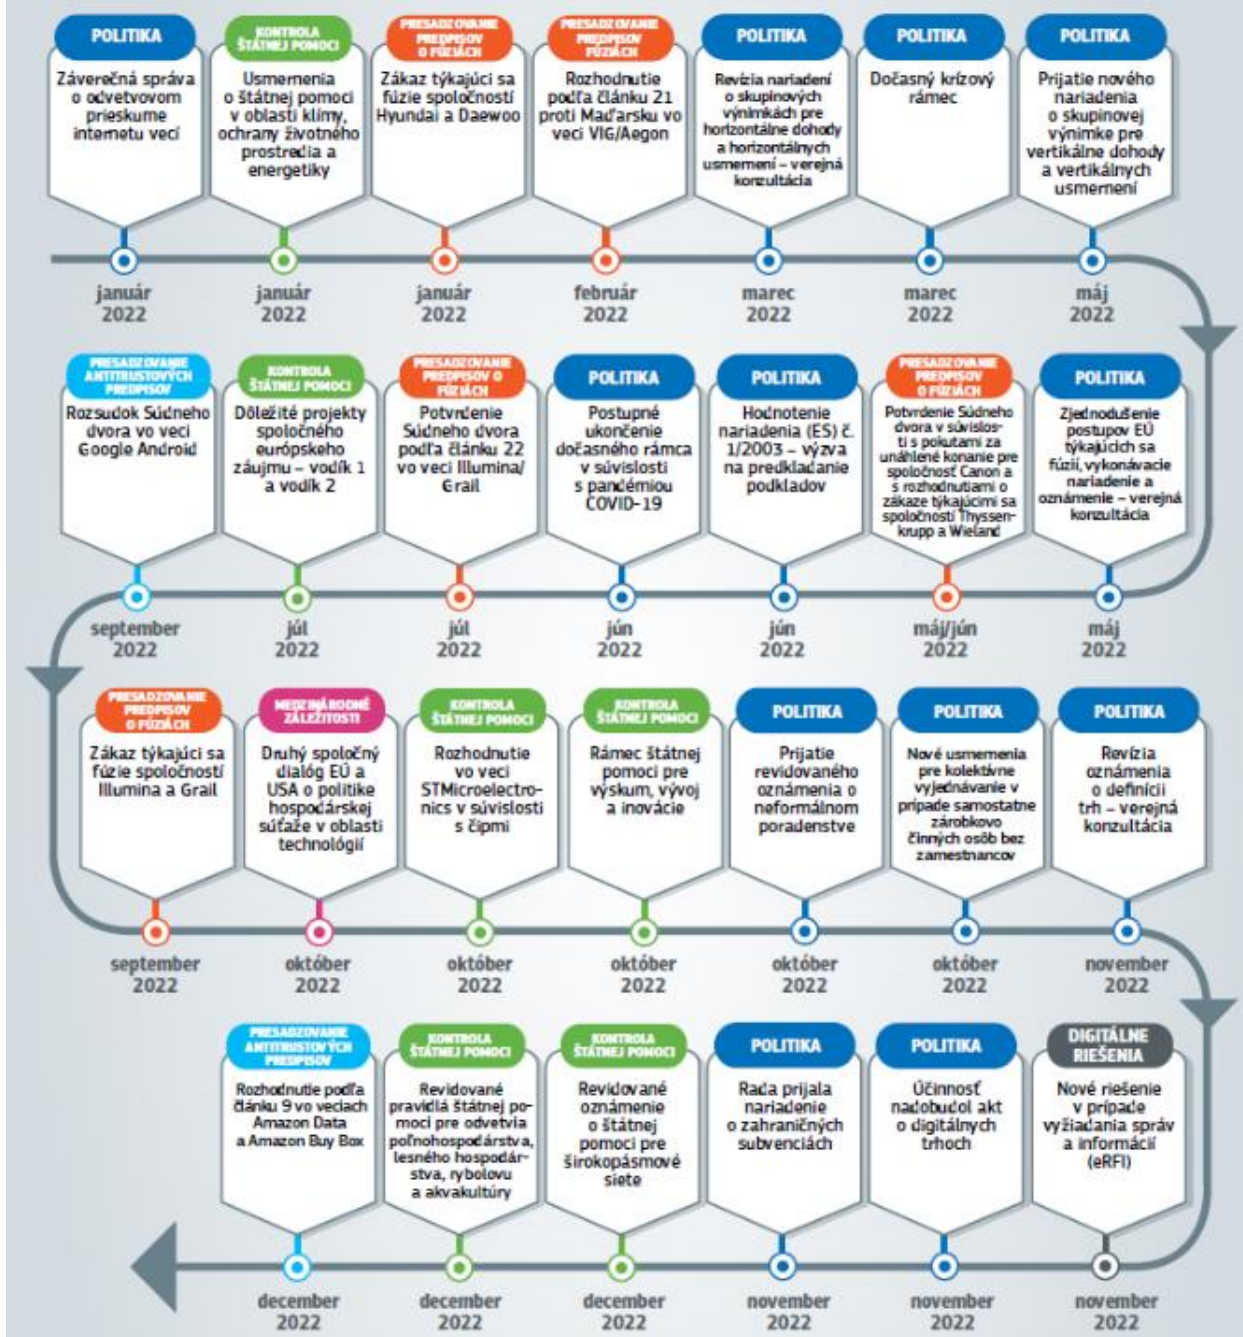 POLITIKA
Záverečná správa
o odvetvovom
prieskume
internetu vecí
január
2022
KONTROLA
ŠTÁTNEJ POMOCI
Usmernenia
o štátnej pomoci
v oblasti klímy,
ochrany životného
prostredia a
energetiky
január
2022
PRESADZOVANIE
PREDPISOV
O FÚZIÁCH
Zákaz týkajúci sa
fúzie spoločností
Hyundai a Daewoo
január
2022
PRESADZOVANIE
PREDPISOV
FÚZIÁCH
Rozhodnutie
podľa článku 21
proti Maďarsku vo
veci VIG/Aegon
február
2022
POLITIKA
Revízia nariadení
o skupinových
výnimkách pre
horizontálne dohody
a horizontálnych
usmernení – verejná
konzultácia
marec
2022
POLITIKA
Dočasný krízový
rámec
marec
2022
POLITIKA
Prijatie nového
nariadenia
o skupinovej
výnimke pre
vertikálne dohody
a vertikálnych
usmernení
máj
2022
PRESADZOVANIE
ANTITRUSTOVÝCH
PREDPISOV
Rozsudok Súdneho
dvora vo veci
Google Android
september
2022
KONTROLA
ŠTÁTNEJ POMOCI
Dôležité projekty
spoločného
európskeho
záujmu – vodík 1
a vodík 2
júl
2022
PRESADZOVANIE
PREDPISOV O
FÚZIÁCH
Potvrdenie
Súdneho dvora
podľa článku 22
vo veci Illumina/
Grail
júl
2022
POLITIKA
Postupné
ukončenie
dočasného rámca
v súvislosti
s pandémiou
COVID-19
jún
2022
POLITIKA
Hodnotenie
nariadenia (ES) č.
1/2003 – výzva
na predkladanie
podkladov
jún
2022
PRESADZOVANIE
PREDPISOV
O FÚZIÁCH
Potvrdenie Súdneho
dvora v súvislos-
ti s pokutami za
unáhlené konanie pre
spoločnosť Canon a
s rozhodnutiami o
zákaze týkajúcimi sa
spoločností Thyssen-
krupp a Wieland
máj/jún
2022
POLITIKA
Zjednodušenie
postupov EÚ
týkajúcich sa
fúzií, vykonávacie
nariadenie a
oznámenie – verejná
konzultácia
máj
2022
PRESADZOVANIE
PREDPISOV
O FÚZIÁCH
Zákaz týkajúci sa
fúzie spoločností
Illumina a Grail
september
2022
MEDZINÁRODNÉ
ZÁLEŽITOSTI
Druhý spoločný
dialóg EÚ a
USA o politike
hospodárskej
súťaže v oblasti
technológií
október
2022
KONTROLA
ŠTÁTNEJ POMOCI
Rozhodnutie
vo veci
STMicroelectro-
nics v súvislosti
s čipmi
október
2022
KONTROLA
ŠTÁTNEJ POMOCI
Rámec štátnej
pomoci pre
výskum, vývoj
a inovácie
október
2022
POLITIKA
Prijatie
revidovaného
oznámenia o
neformálnom
poradenstve
október
2022
POLITIKA
Nové usmernenia
pre kolektívne
vyjednávanie v
prípade samostatne
zárobkovo
činných osôb bez
zamestnancov
október
2022
POLITIKA
Revízia
oznámenia
o definícii
trh – verejná
konzultácia
november
2022
PRESADZOVANIE
ANTITRUSTOVÝCH
PREDPISOV
Rozhodnutie podľa
článku 9 vo veciach
Amazon Data
a Amazon Buy Box
december
2022
KONTROLA
ŠTÁTNEJ POMOCI
Revidované
pravidlá štátnej po-
moci pre odvetvia
poľnohospodárstva,
lesného hospodár-
stva, rybolovu
a akvakultúry
december
2022
KONTROLA
ŠTÁTNEJ POMOCI
Revidované
oznámenie
o štátnej
pomoci pre
širokopásmové
siete
december
2022
POLITIKA
Rada prijala
nariadenie
o zahraničných
subvenciách
november
2022
POLITIKA
Účinnosť
nadobudol akt
o digitálnych
trhoch
november
2022
DIGITÁLNE
RIEŠENIA
Nové riešenie
v prípade
vyžiadania správ
a informácií
(eRFI)
november
2022